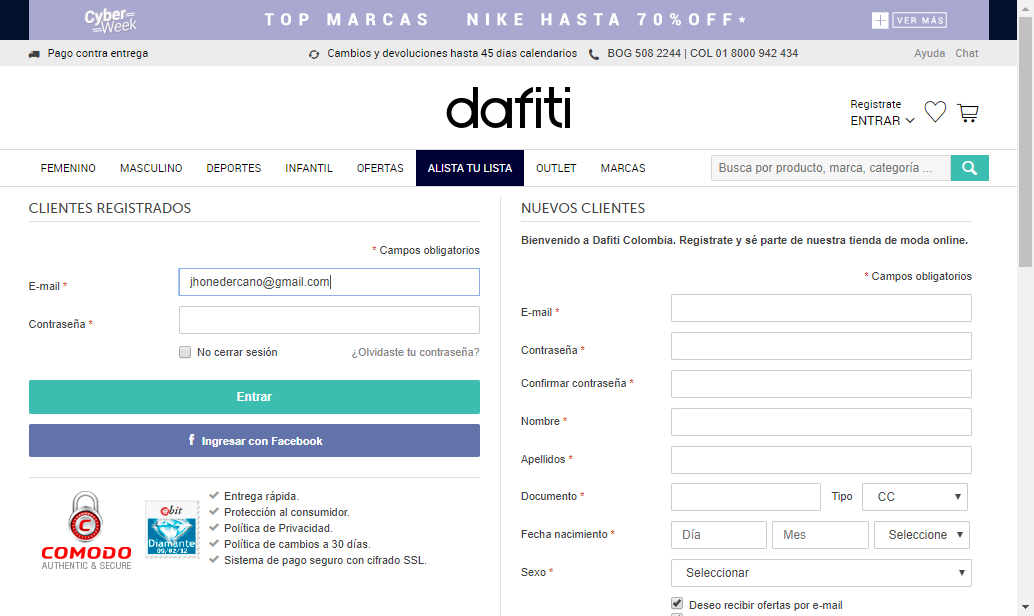 Cyber Week
TOP MARCAS NIKE HASTA 70%OFF*
+ VER MÁS
Pago contra entrega
Cambios y devoluciones hasta 45 dias calendarios
BOG 508 2244 | COL 01 8000 942 434
Ayuda Chat
dafiti
Registrate
ENTRAR
FEMENINO MASCULINO DEPORTES INFANTIL OFERTAS ALISTA TU LISTA OUTLET MARCAS
Busca por producto, marca, categoría ...
CLIENTES REGISTRADOS
* Campos obligatorios
E-mail *
jhonedercano@gmail.com
Contraseña *
No cerrar sesión
¿Olvidaste tu contraseña?
Entrar
f Ingresar con Facebook
C
COMODO
AUTHENTIC & SECURE
ebit
Diamante
09/02/12
Entrega rápida.
Protección al consumidor.
Política de Privacidad.
Política de cambios a 30 días.
Sistema de pago seguro con cifrado SSL.
NUEVOS CLIENTES
Bienvenido a Dafiti Colombia. Registrate y sé parte de nuestra tienda de moda online.
* Campos obligatorios
E-mail *
Contraseña *
Confirmar contraseña *
Nombre *
Apellidos *
Documento *
Tipo CC
Fecha nacimiento *
Día Mes Seleccione
Sexo *
Seleccionar
Deseo recibir ofertas por e-mail